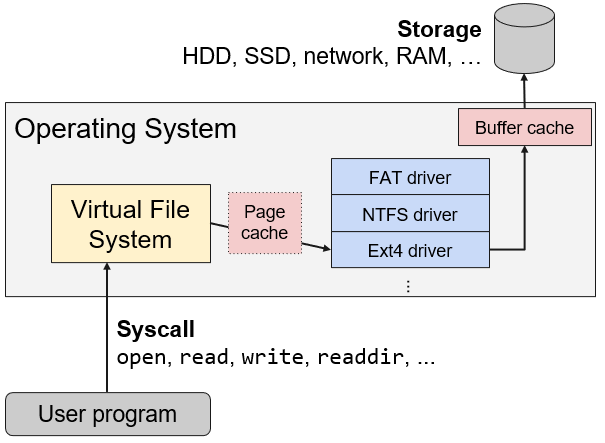 Storage
HDD, SSD, network, RAM, ...
Operating System
Buffer cache
FAT driver
Virtual File
System
Page
cache
NTFS driver
Ext4 driver
...
Syscall
open, read, write, readdir, ...
User program